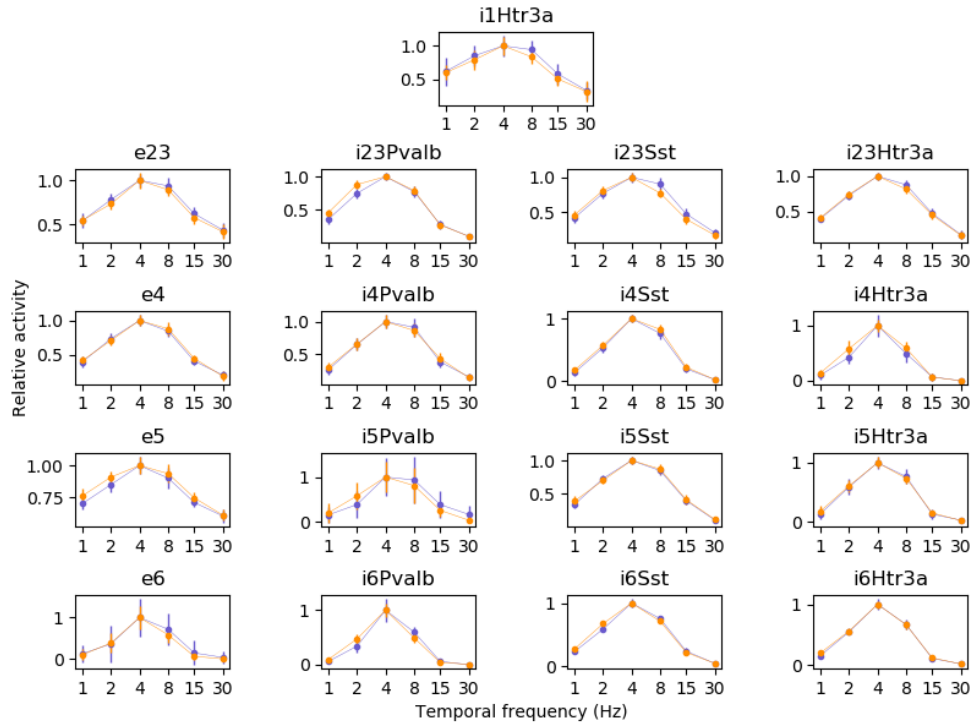 i1Htr3a
1.0
0.5
1 2 4 8 15 30
e23 i23Pvalb i23Sst i23Htr3a
1.0 1.0 1.0 1.0
0.5 0.5 0.5 0.5
1 2 4 8 15 30 1 2 4 8 15 30 1 2 4 8 15 30 1 2 4 8 15 30
e4 i4Pvalb i4Sst i4Htr3a
1.0 1.0 1 1
0.5 0.5 0 0
1 2 4 8 15 30 1 2 4 8 15 30 1 2 4 8 15 30 1 2 4 8 15 30
Relative activity
e5 i5Pvalb i5Sst i5Htr3a
1.00 1 1.0 1
0.75 0 0.5 0
1 2 4 8 15 30 1 2 4 8 15 30 1 2 4 8 15 30 1 2 4 8 15 30
e6 i6Pvalb i6Sst i6Htr3a
1 1 1 1
0 0 0 0
1 2 4 8 15 30 1 2 4 8 15 30 1 2 4 8 15 30 1 2 4 8 15 30
Temporal frequency (Hz)